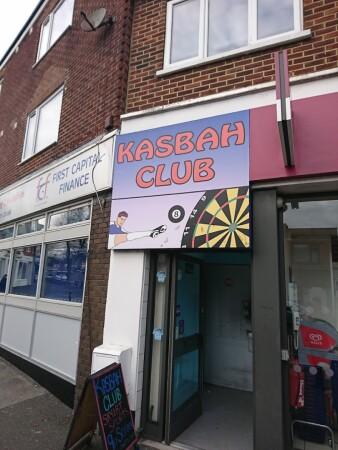 KASBAH
CLUB
8
FIRST CAPITAL
FINANCE
KASBAH
CLUB